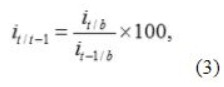 i_{t/t-1} = \frac{i_{t/b}}{i_{t-1/b}} \times 100,
(3)